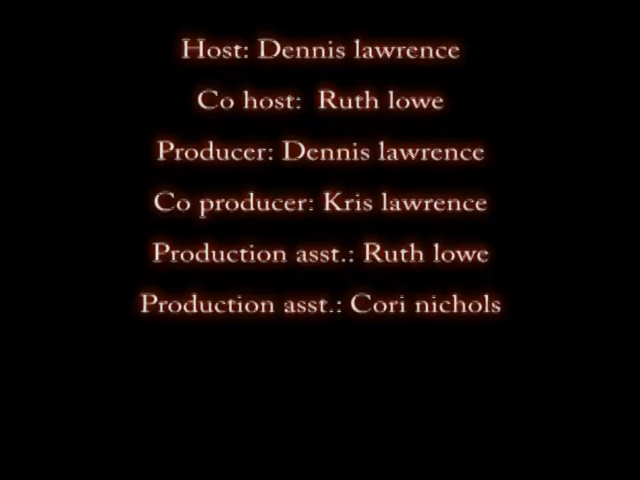 Host: Dennis lawrence
Co host: Ruth lowe
Producer: Dennis lawrence
Co producer: Kris lawrence
Production asst.: Ruth lowe
Production asst.: Cori nichols